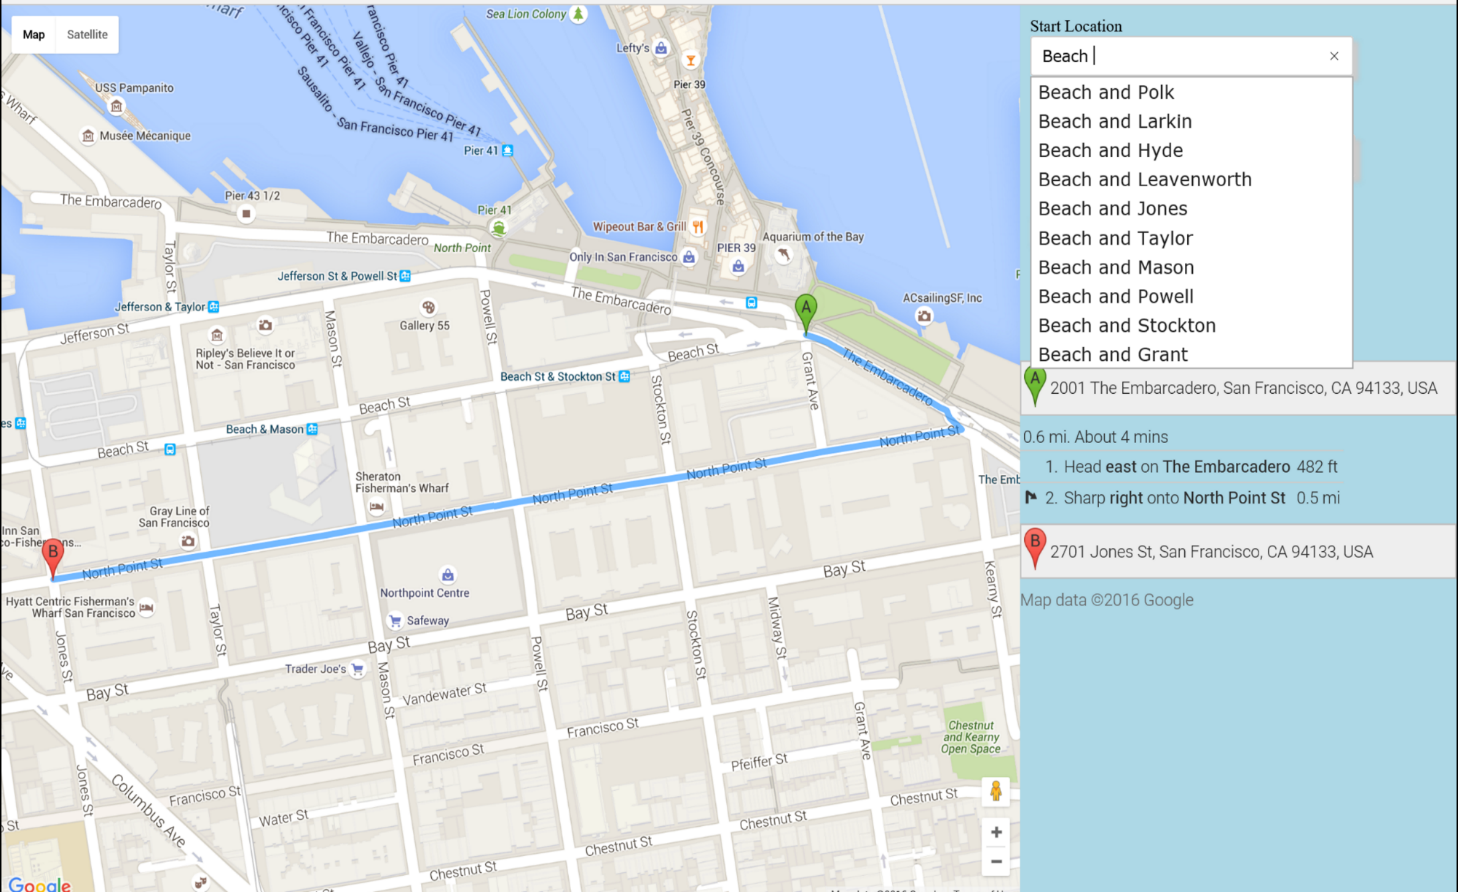 Map Satellite
Sea Lion Colony
Lefty's
Pier 39
Pier 39 Concourse
USS Pampanito
Musée Mécanique
s Wharf
Sausalito - San Francisco Pier 41
Vallejo - San Francisco Pier 41
Pier 41
Pier 43 1/2
Pier 41
North Point
The Embarcadero
The Embarcadero
Wipeout Bar & Grill
Only In San Francisco
PIER 39
Aquarium of the Bay
Jefferson St & Powell St
The Embarcadero
ACsailingSF, Inc
Jefferson & Taylor
Taylor St
Jefferson St
Mason St
Powell St
Gallery 55
Ripley's Believe It or
Not - San Francisco
A
Beach St
The Embarcadero
Grant Ave
Beach St & Stockton St
Stockton St
Beach St
Beach & Mason
Beach St
North Point St
North Point St
North Point St
North Point St
North Point St
The Emb
Sheraton
Fisherman's Wharf
Gray Line of
San Francisco
Inn San
co-Fishermans...
B
Hyatt Centric Fisherman's
Wharf San Francisco
Northpoint Centre
Safeway
Trader Joe's
Bay St
Bay St
Bay St
Bay St
Kearny St
Midway St
Stockton St
Powell St
Mason St
Taylor St
Jones St
Jones St
Columbus Ave
Vandewater St
Francisco St
Francisco St
Francisco St
Water St
Pfeiffer St
Grant Ave
Chestnut
and Kearny
Open Space
Chestnut St
Chestnut St
Chestnut St
Google
+
−
Start Location
Beach
×
Beach and Polk
Beach and Larkin
Beach and Hyde
Beach and Leavenworth
Beach and Jones
Beach and Taylor
Beach and Mason
Beach and Powell
Beach and Stockton
Beach and Grant
A 2001 The Embarcadero, San Francisco, CA 94133, USA
0.6 mi. About 4 mins
1. Head east on The Embarcadero 482 ft
2. Sharp right onto North Point St 0.5 mi
B 2701 Jones St, San Francisco, CA 94133, USA
Map data ©2016 Google